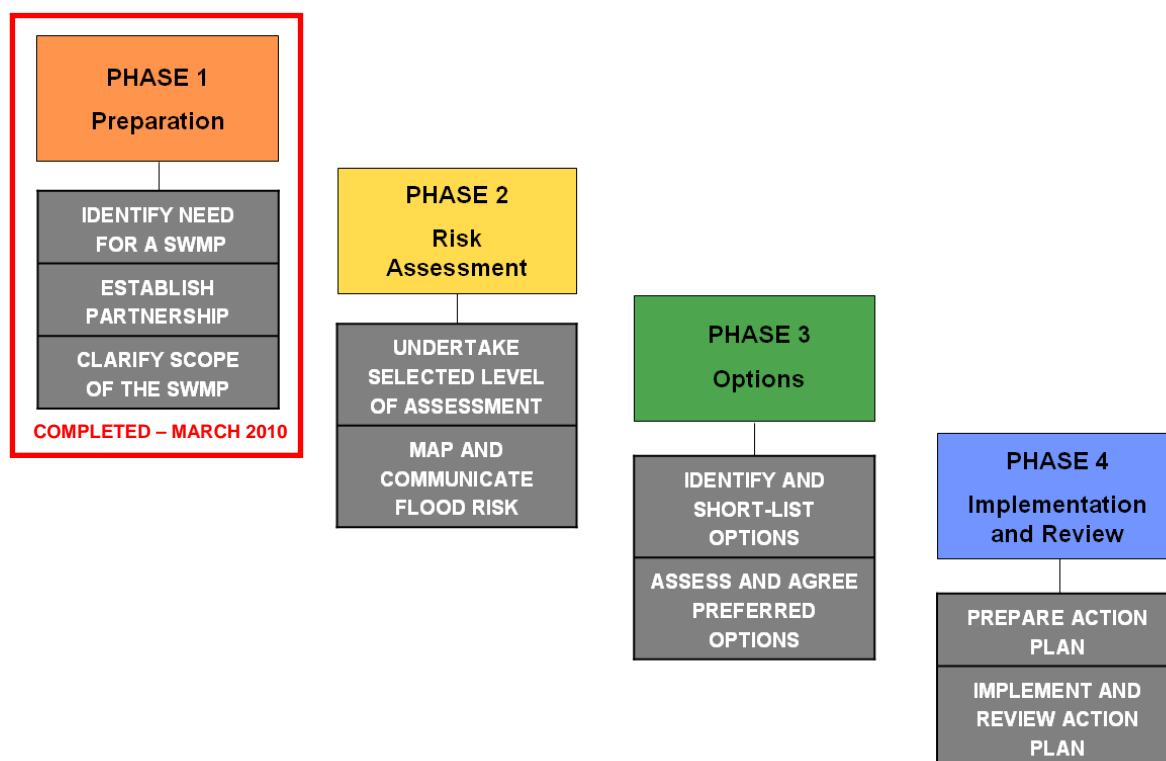 PHASE 1
Preparation
IDENTIFY NEED
FOR A SWMP
ESTABLISH
PARTNERSHIP
CLARIFY SCOPE
OF THE SWMP
COMPLETED – MARCH 2010
PHASE 2
Risk
Assessment
UNDERTAKE
SELECTED LEVEL
OF ASSESSMENT
MAP AND
COMMUNICATE
FLOOD RISK
PHASE 3
Options
IDENTIFY AND
SHORT-LIST
OPTIONS
ASSESS AND AGREE
PREFERRED
OPTIONS
PHASE 4
Implementation
and Review
PREPARE ACTION
PLAN
IMPLEMENT AND
REVIEW ACTION
PLAN